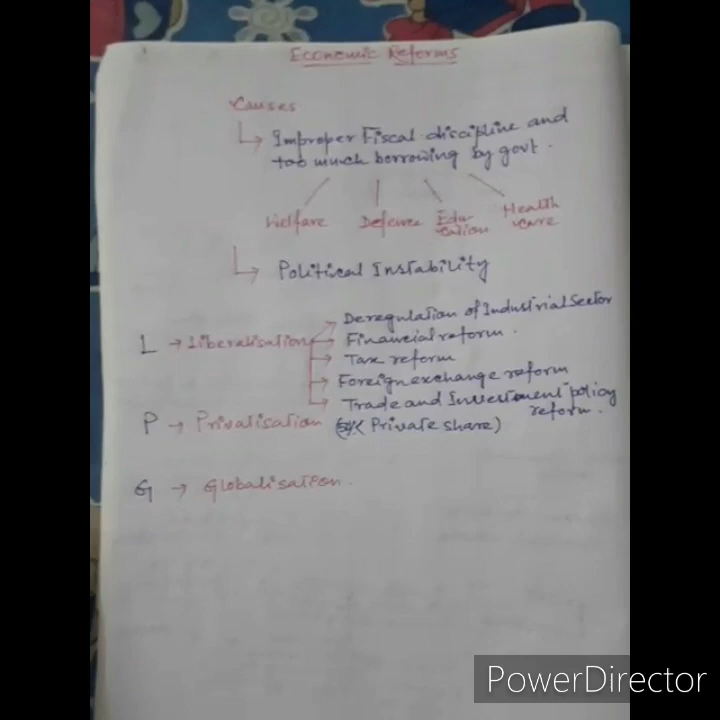 Economic Reforms
Causes
↳ Improper Fiscal discipline and
too much borrowing by govt.
Welfare Defence Edu- Health
cation care
↳ Political Instability
Deregulation of Industrial Sector
L → Liberalisation → Financial reform.
→ Tax reform
→ Foreign exchange reform
→ Trade and Investment policy
reform.
P → Privatisation (51< Private share)
G → Globalisation.
PowerDirector